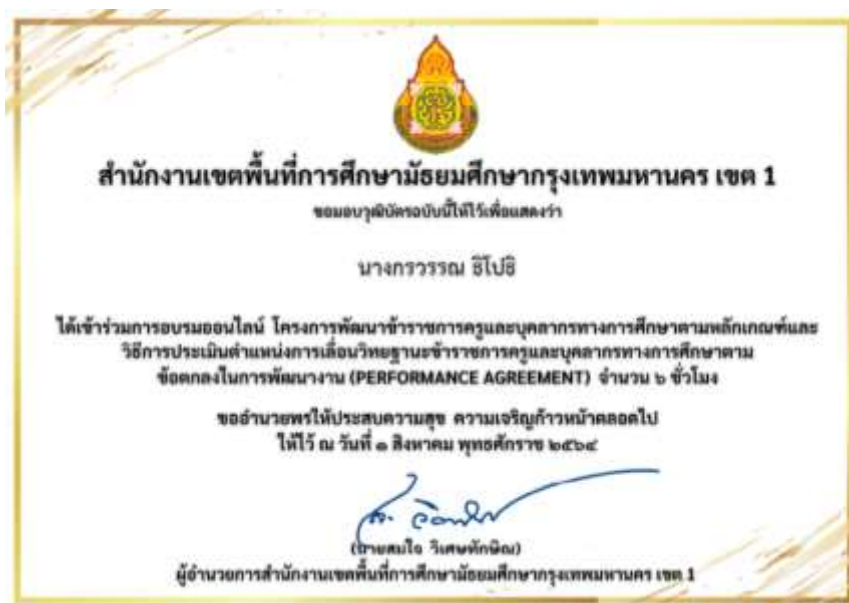 สำนักงานเขตพื้นที่การศึกษามัธยมศึกษากรุงเทพมหานคร เขต 1
ขอมอบวุฒิบัตรฉบับนี้ให้ไว้เพื่อแสดงว่า
นางกรวรรณ ธิโปธิ
ได้เข้าร่วมการอบรมออนไลน์ โครงการพัฒนาข้าราชการครูและบุคลากรทางการศึกษาตามหลักเกณฑ์และ
วิธีการประเมินตำแหน่งการเลื่อนวิทยฐานะข้าราชการครูและบุคลากรทางการศึกษาตาม
ข้อตกลงในการพัฒนางาน (PERFORMANCE AGREEMENT) จำนวน ๖ ชั่วโมง
ขออำนวยพรให้ประสบความสุข ความเจริญก้าวหน้าตลอดไป
ให้ไว้ ณ วันที่ ๑ สิงหาคม พุทธศักราช ๒๕๖๔
(นายสมใจ วิเศษทักษิณ)
ผู้อำนวยการสำนักงานเขตพื้นที่การศึกษามัธยมศึกษากรุงเทพมหานคร เขต 1